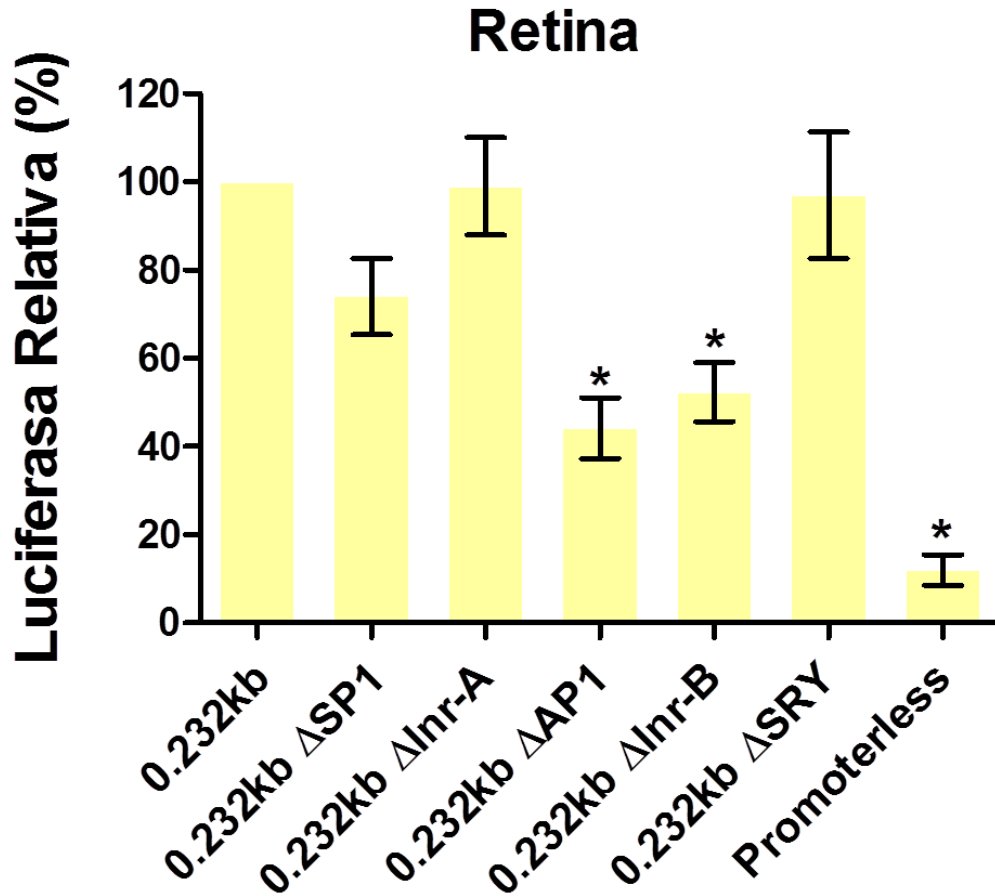 Retina
Luciferasa Relativa (%)
120
100
80
60
40
20
0
*
*
*
0.232kb
0.232kb ΔSP1
0.232kb ΔInr-A
0.232kb ΔAP1
0.232kb ΔInr-B
0.232kb ΔSRY
Promoterless